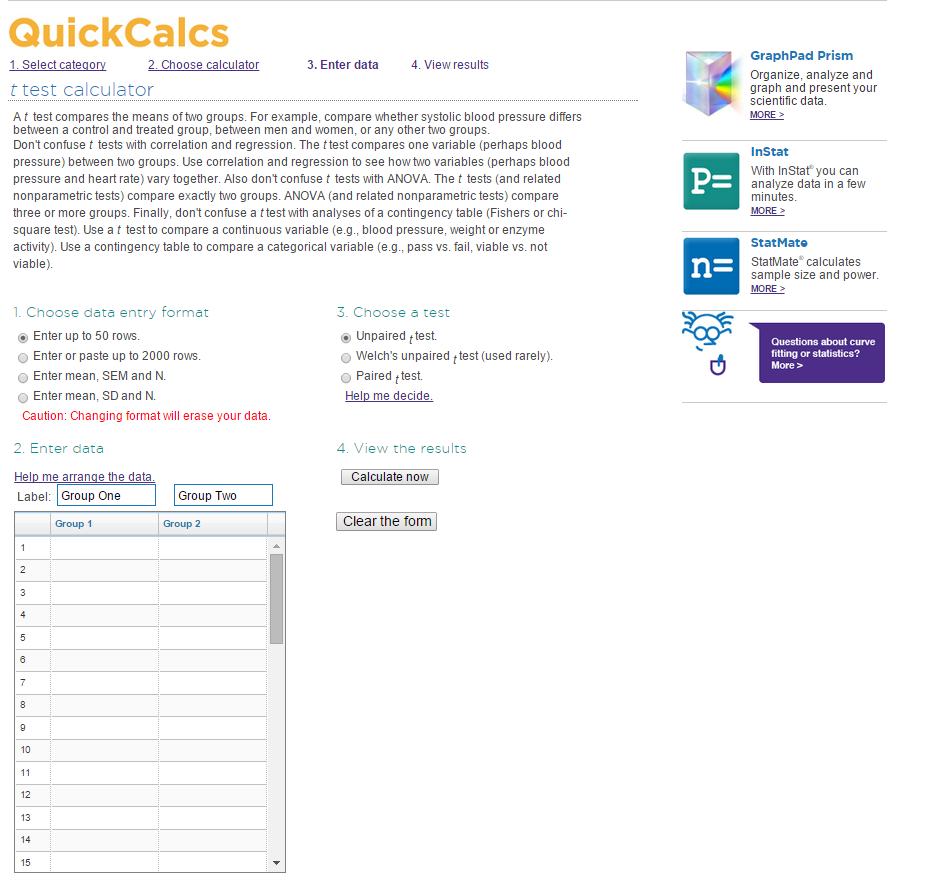 QuickCalcs
1. Select category 2. Choose calculator 3. Enter data 4. View results
t test calculator
A t test compares the means of two groups. For example, compare whether systolic blood pressure differs
between a control and treated group, between men and women, or any other two groups.
Don't confuse t tests with correlation and regression. The t test compares one variable (perhaps blood
pressure) between two groups. Use correlation and regression to see how two variables (perhaps blood
pressure and heart rate) vary together. Also don't confuse t tests with ANOVA. The t tests (and related
nonparametric tests) compare exactly two groups. ANOVA (and related nonparametric tests) compare
three or more groups. Finally, don't confuse a t test with analyses of a contingency table (Fishers or chi-
square test). Use a t test to compare a continuous variable (e.g., blood pressure, weight or enzyme
activity). Use a contingency table to compare a categorical variable (e.g., pass vs. fail, viable vs. not
viable).
1. Choose data entry format
Enter up to 50 rows.
Enter or paste up to 2000 rows.
Enter mean, SEM and N.
Enter mean, SD and N.
Caution: Changing format will erase your data.
3. Choose a test
Unpaired t test.
Welch's unpaired t test (used rarely).
Paired t test.
Help me decide.
2. Enter data
Help me arrange the data.
Label: Group One Group Two
Group 1 Group 2
1
2
3
4
5
6
7
8
9
10
11
12
13
14
15
4. View the results
Calculate now
Clear the form
GraphPad Prism
Organize, analyze and
graph and present your
scientific data.
MORE >
P=
InStat
With InStat® you can
analyze data in a few
minutes.
MORE >
n=
StatMate
StatMate® calculates
sample size and power.
MORE >
Questions about curve
fitting or statistics?
More >